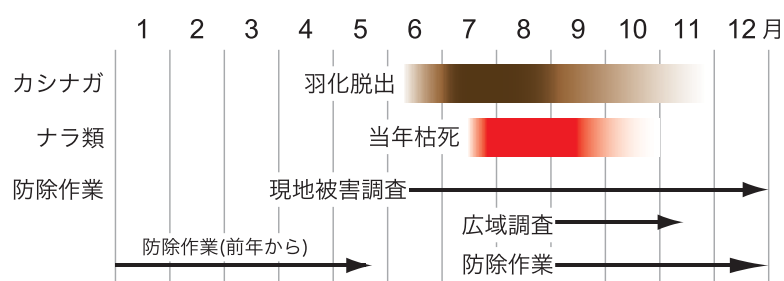 1 2 3 4 5 6 7 8 9 10 11 12 月
カシナガ 羽化脱出
ナラ類 当年枯死
防除作業 現地被害調査
広域調査
防除作業(前年から) 防除作業